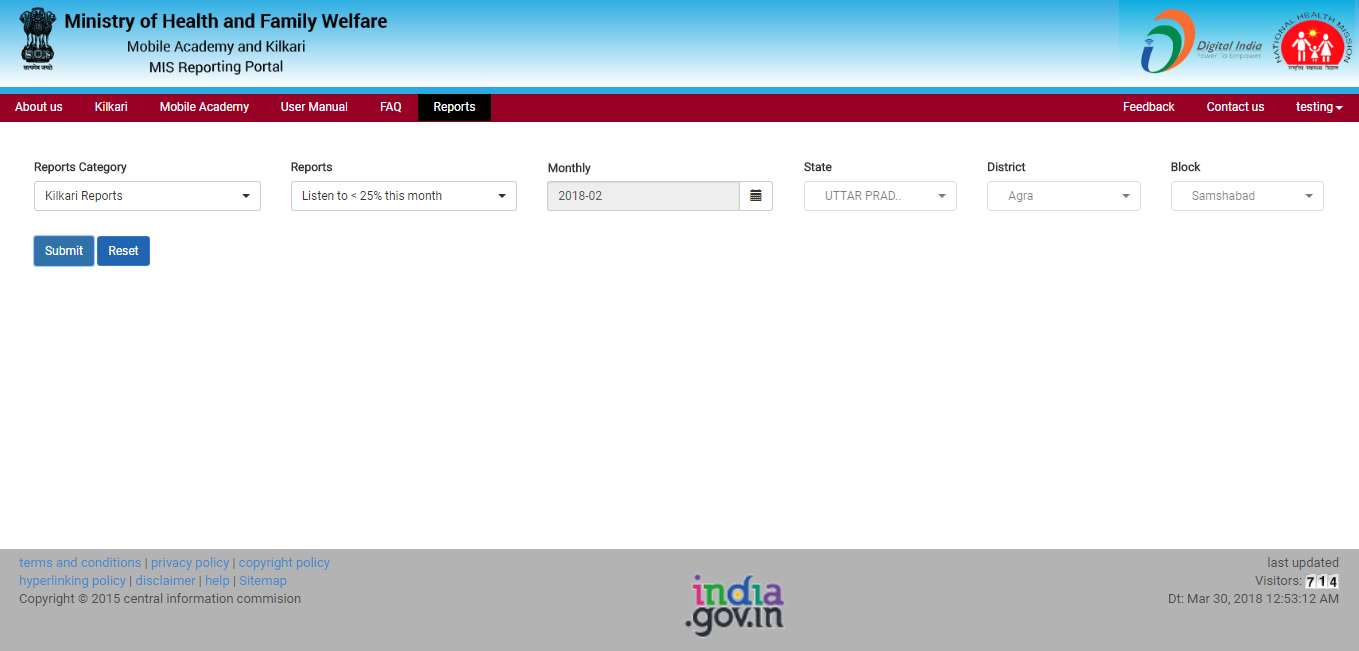 Ministry of Health and Family Welfare
Mobile Academy and Kilkari
MIS Reporting Portal
सत्यमेव जयते
Digital India
Power To Empower
NATIONAL HEALTH MISSION
राष्ट्रीय स्वास्थ्य मिशन
About us Kilkari Mobile Academy User Manual FAQ Reports Feedback Contact us testing
Reports Category Reports Monthly State District Block
Kilkari Reports Listen to < 25% this month 2018-02 UTTAR PRAD.. Agra Samshabad
Submit Reset
terms and conditions | privacy policy | copyright policy
hyperlinking policy | disclaimer | help | Sitemap
Copyright © 2015 central information commision
india
.gov.in
last updated
Visitors: 714
Dt: Mar 30, 2018 12:53:12 AM